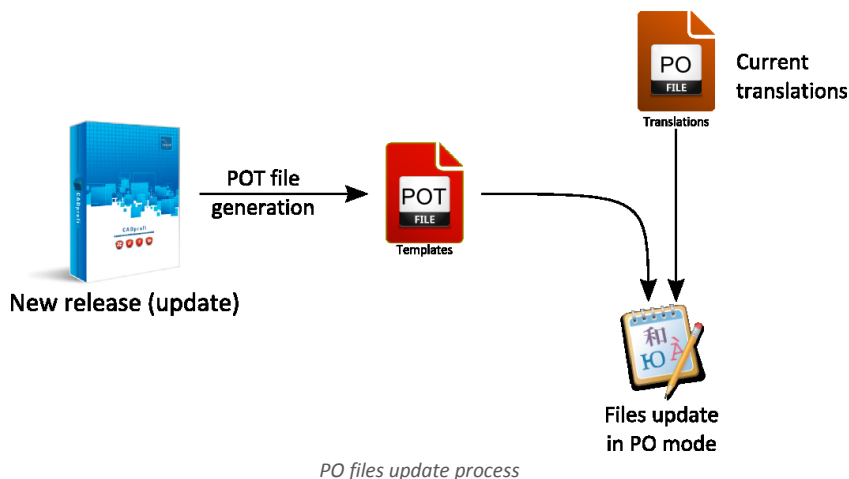 PO
FILE
Translations
Current
translations
CADprofi
CADprofi
POT file
generation
POT
FILE
Templates
New release (update)
和
Ю
À
Files update
in PO mode
PO files update process